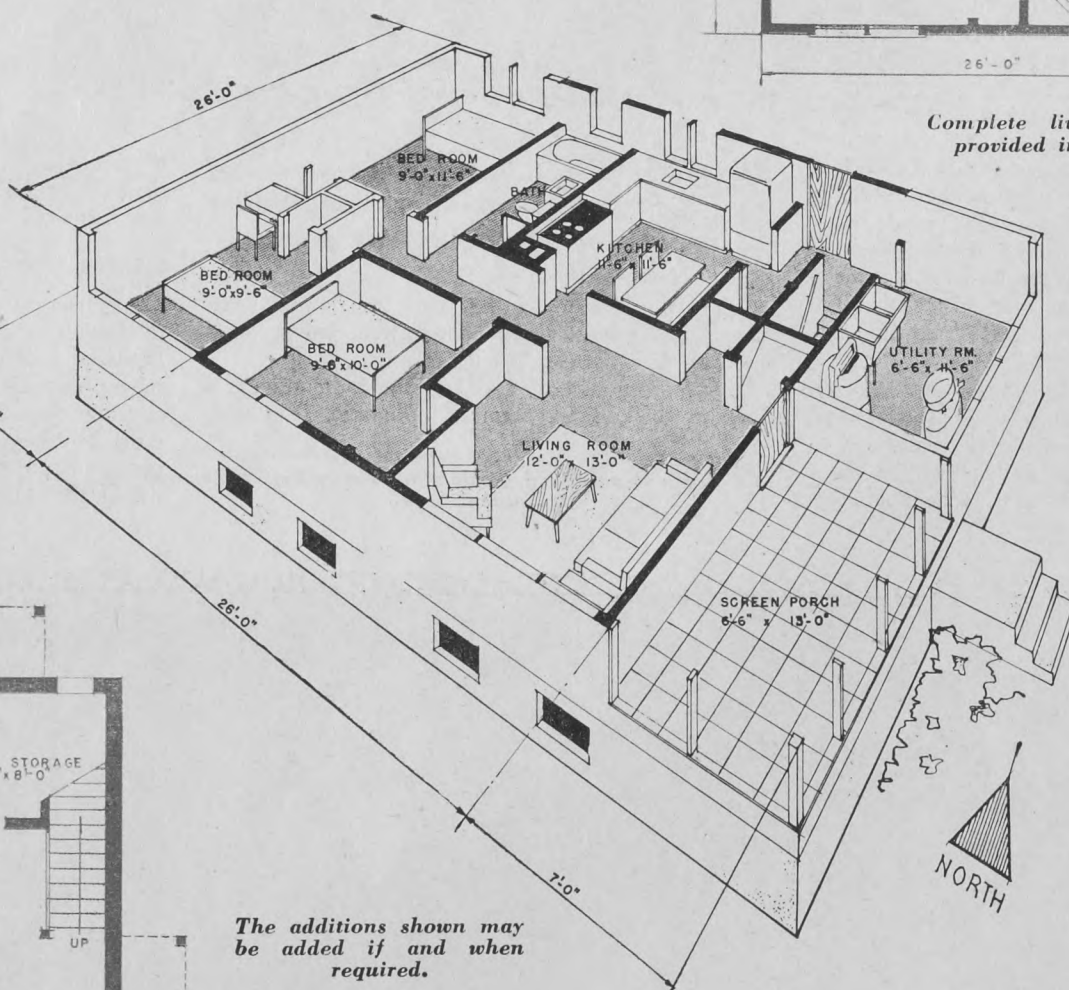 26'-0"
Complete
provided
26'-0"
BED ROOM
9'-0"x11'-6"
BATH
KITCHEN
11'-6" x 11'-6"
BED ROOM
9'-0"x9'-6"
BED ROOM
9'-6"x10'-0"
UTILITY RM.
6'-6" x 11'-6"
LIVING ROOM
12'-0" x 13'-0"
SCREEN PORCH
6'-6" x 13'-0"
26'-0"
STORAGE
x 8'-0"
UP
7'-0"
NORTH
The additions shown may
be added if and when
required.